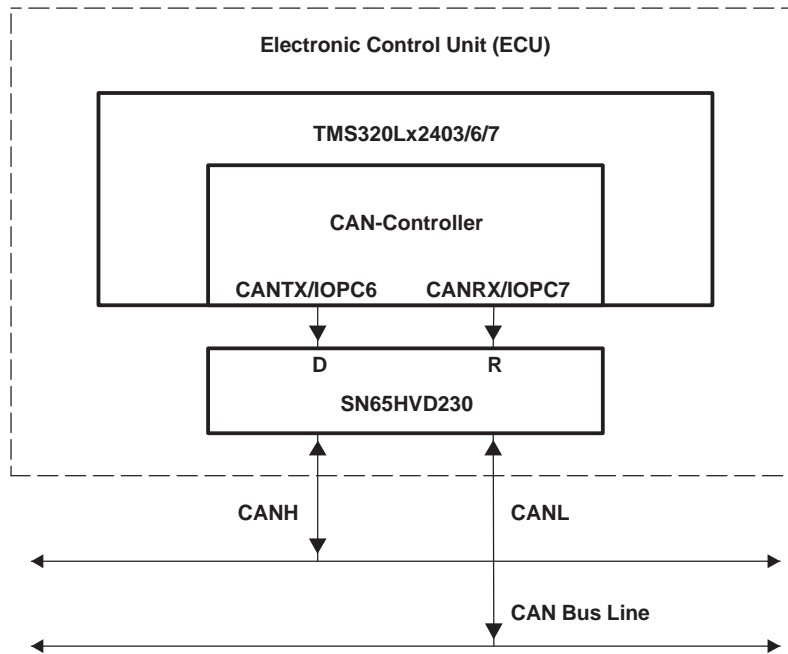 Electronic Control Unit (ECU)
TMS320Lx2403/6/7
CAN-Controller
CANTX/IOPC6 CANRX/IOPC7
D R
SN65HVD230
CANH CANL
CAN Bus Line